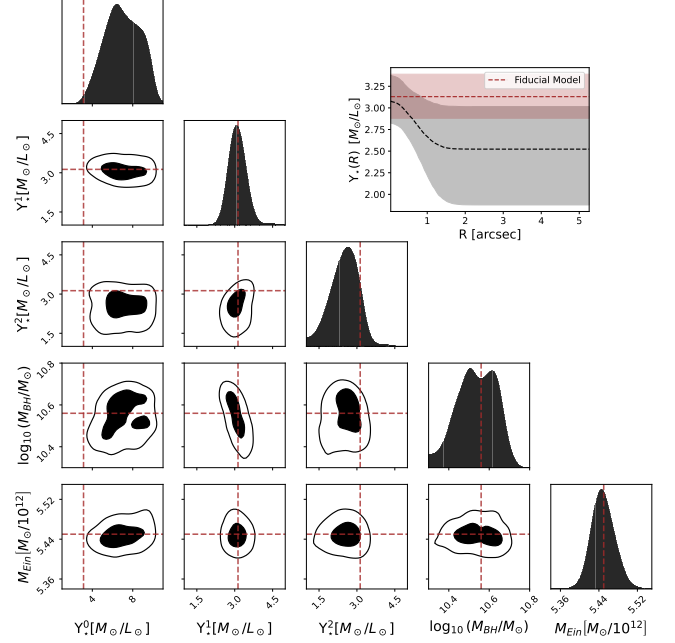 Fiducial Model
3.25
3.00
2.75
2.50
2.25
2.00
Υ⋆(R) [M⊙/L⊙]
1 2 3 4 5
R [arcsec]
Υ⋆¹[M⊙/L⊙]
4.5
3.0
1.5
Υ⋆²[M⊙/L⊙]
4.5
3.0
1.5
log₁₀(M_BH/M⊙)
10.8
10.6
10.4
M_Ein[M⊙/10¹²]
5.52
5.44
5.36
4 8
1.5 3.0 4.5
1.5 3.0 4.5
10.4 10.6 10.8
5.36 5.44 5.52
Υ⋆⁰[M⊙/L⊙] Υ⋆¹[M⊙/L⊙] Υ⋆²[M⊙/L⊙] log₁₀(M_BH/M⊙) M_Ein[M⊙/10¹²]